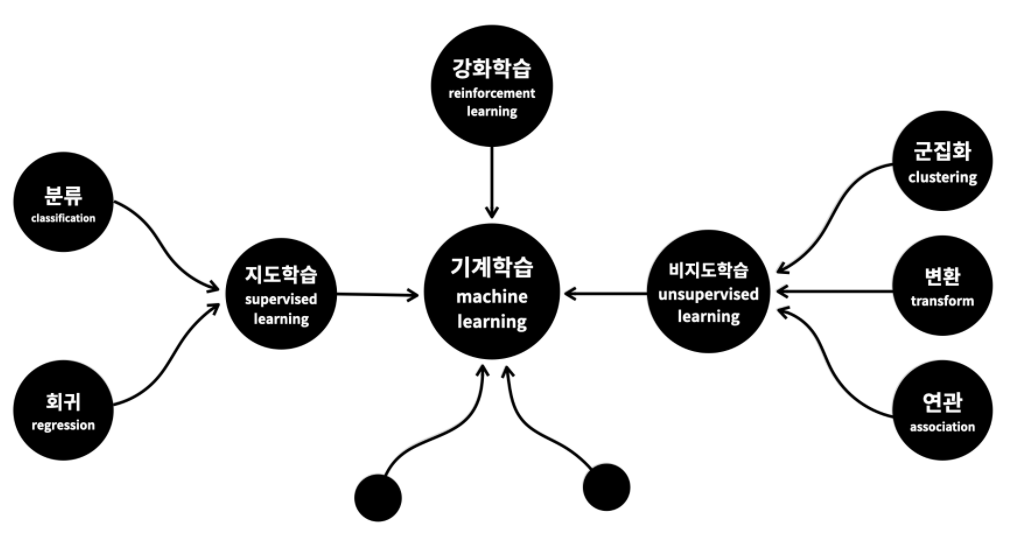 강화학습
reinforcement
learning
분류
classification
회귀
regression
지도학습
supervised
learning
기계학습
machine
learning
비지도학습
unsupervised
learning
군집화
clustering
변환
transform
연관
association